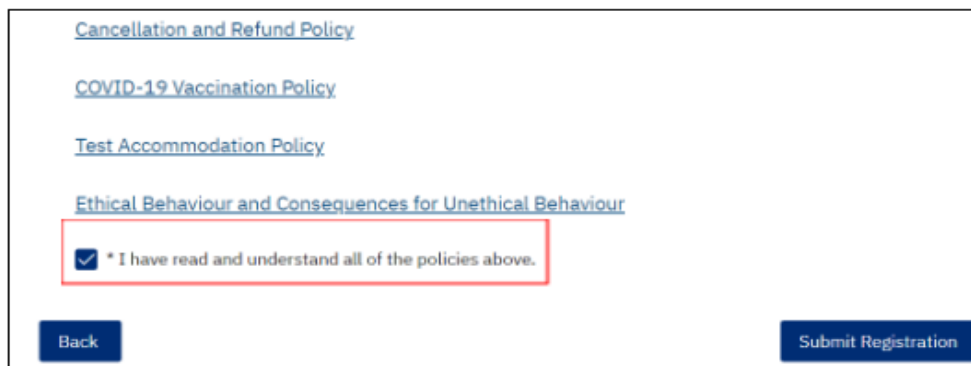 Cancellation and Refund Policy
COVID-19 Vaccination Policy
Test Accommodation Policy
Ethical Behaviour and Consequences for Unethical Behaviour
* I have read and understand all of the policies above.
Back
Submit Registration